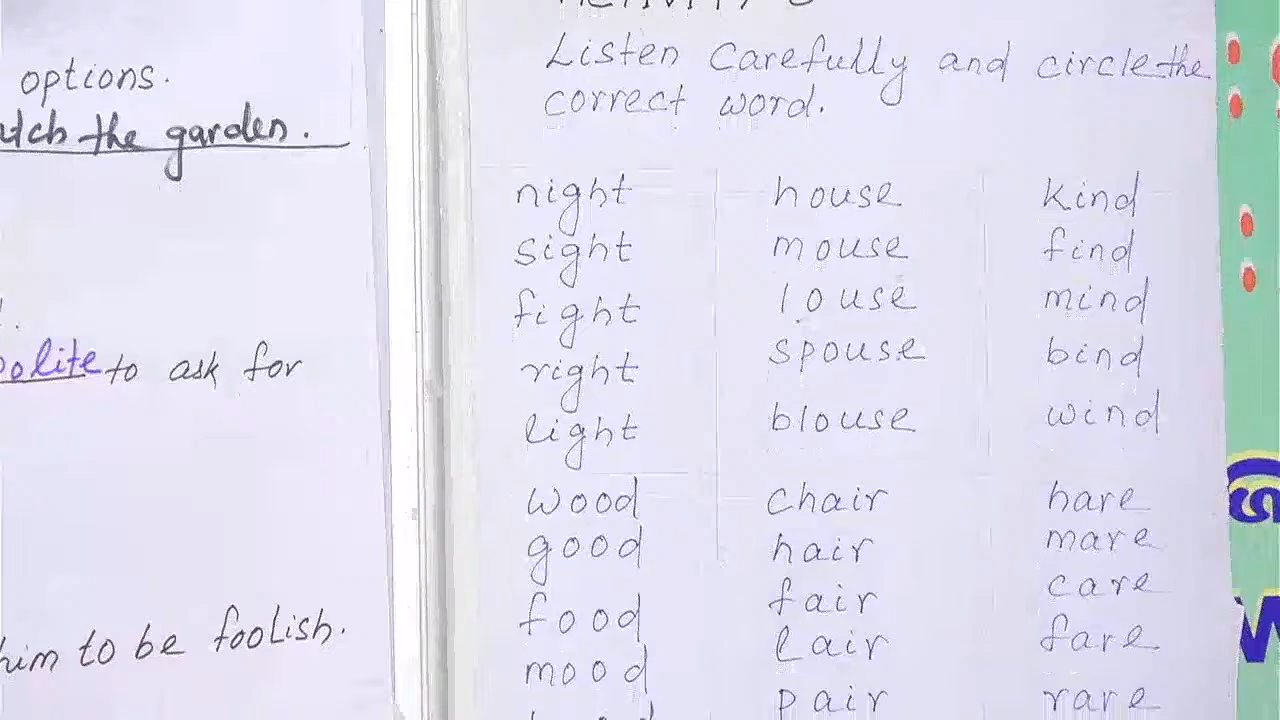 options.
the garden.
polite to ask for
him to be foolish.
Listen carefully and circle the
correct word.
night house kind
sight mouse find
fight louse mind
right spouse bind
light blouse wind
wood chair hare
good hair mare
food fair care
mood lair fare
pair rare